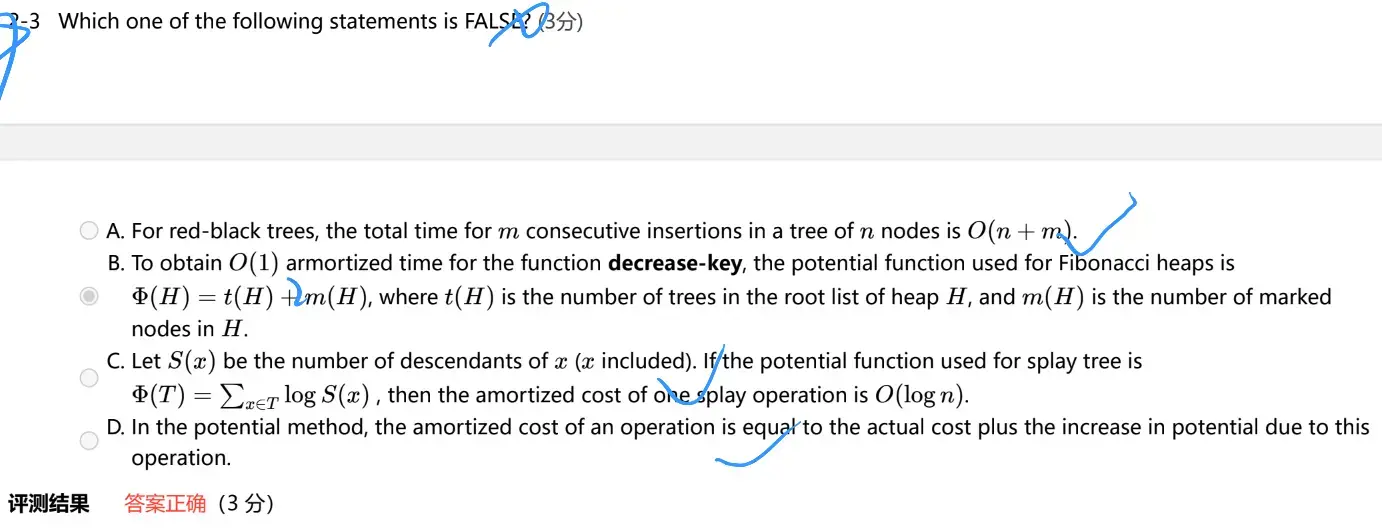 2-3 Which one of the following statements is FALSE? (3分)
A. For red-black trees, the total time for m consecutive insertions in a tree of n nodes is O(n + m).
B. To obtain O(1) armortized time for the function decrease-key, the potential function used for Fibonacci heaps is
Φ(H) = t(H) + m(H), where t(H) is the number of trees in the root list of heap H, and m(H) is the number of marked
2
nodes in H.
C. Let S(x) be the number of descendants of x (x included). If the potential function used for splay tree is
Φ(T) = ∑x∈T log S(x) , then the amortized cost of one splay operation is O(log n).
D. In the potential method, the amortized cost of an operation is equal to the actual cost plus the increase in potential due to this
operation.
评测结果 答案正确 (3 分)